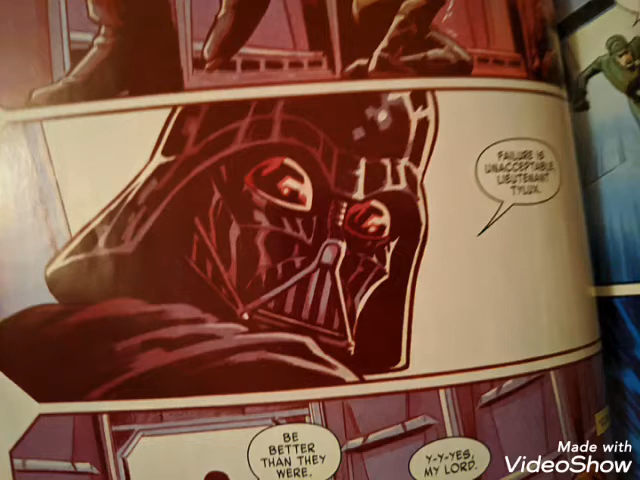 FAILURE IS
UNACCEPTABLE,
LIEUTENANT
TYLUX.
BE
BETTER
THAN THEY
WERE.
Y-Y-YES,
MY LORD.
Made with
VideoShow